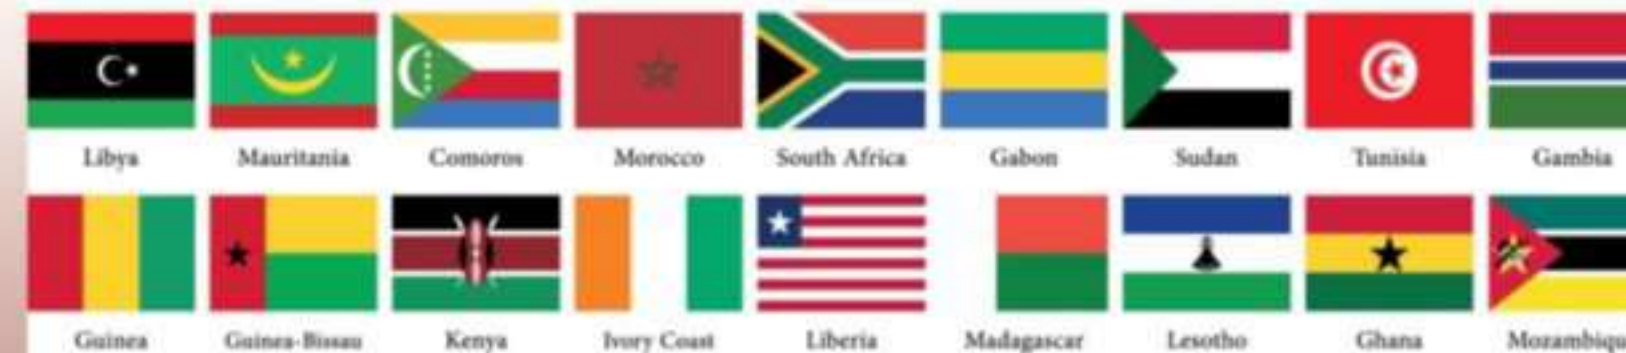 Libya Mauritania Comoros Morocco South Africa Gabon Sudan Tunisia Gambia
Guinea Guinea-Bissau Kenya Ivory Coast Liberia Madagascar Lesotho Ghana Mozambiqu